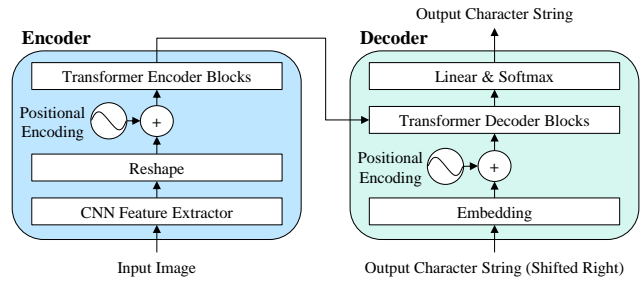 Output Character String
Encoder
Decoder
Transformer Encoder Blocks
Positional
Encoding
+
Reshape
CNN Feature Extractor
Input Image
Linear & Softmax
Transformer Decoder Blocks
Positional
Encoding
+
Embedding
Output Character String (Shifted Right)